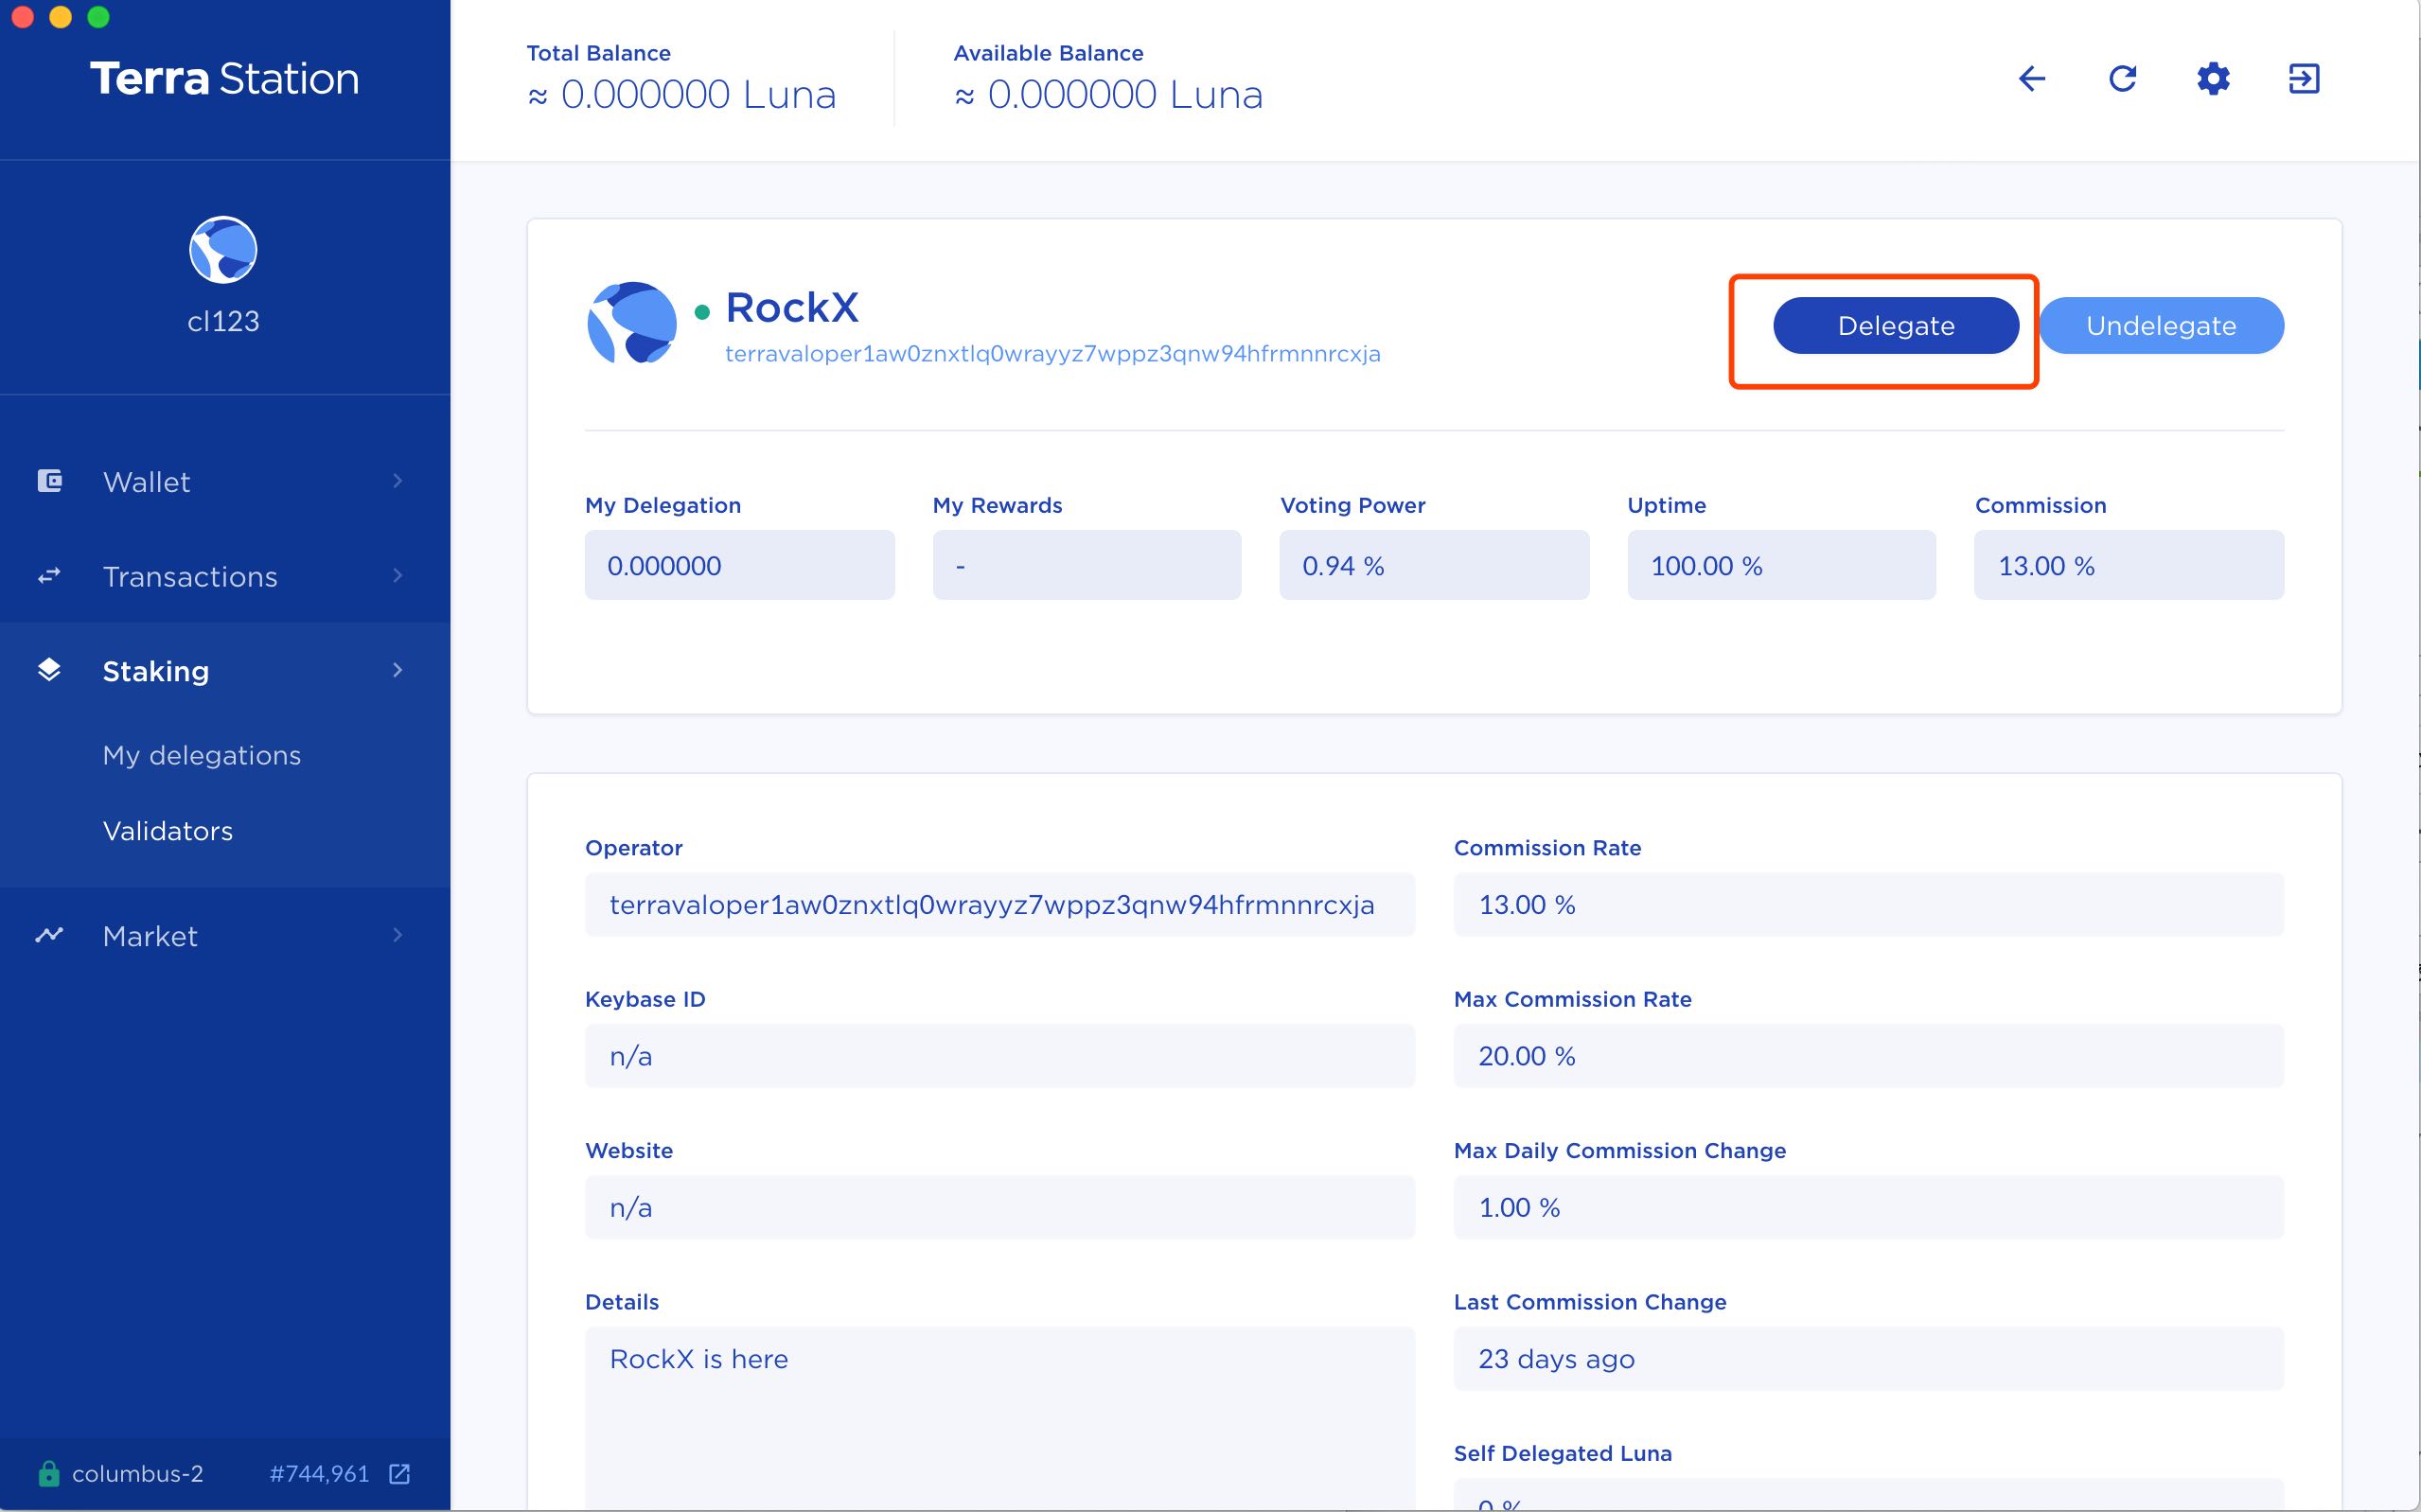 Terra Station
cl123
Wallet
Transactions
Staking
My delegations
Validators
Market
columbus-2 #744,961
Total Balance
≈ 0.000000 Luna
Available Balance
≈ 0.000000 Luna
RockX
terravaloper1aw0znxtlq0wrayyz7wppz3qnw94hfrmnnrcxja
Delegate Undelegate
My Delegation My Rewards Voting Power Uptime Commission
0.000000 - 0.94 % 100.00 % 13.00 %
Operator
terravaloper1aw0znxtlq0wrayyz7wppz3qnw94hfrmnnrcxja
Keybase ID
n/a
Website
n/a
Details
RockX is here
Commission Rate
13.00 %
Max Commission Rate
20.00 %
Max Daily Commission Change
1.00 %
Last Commission Change
23 days ago
Self Delegated Luna
0 %